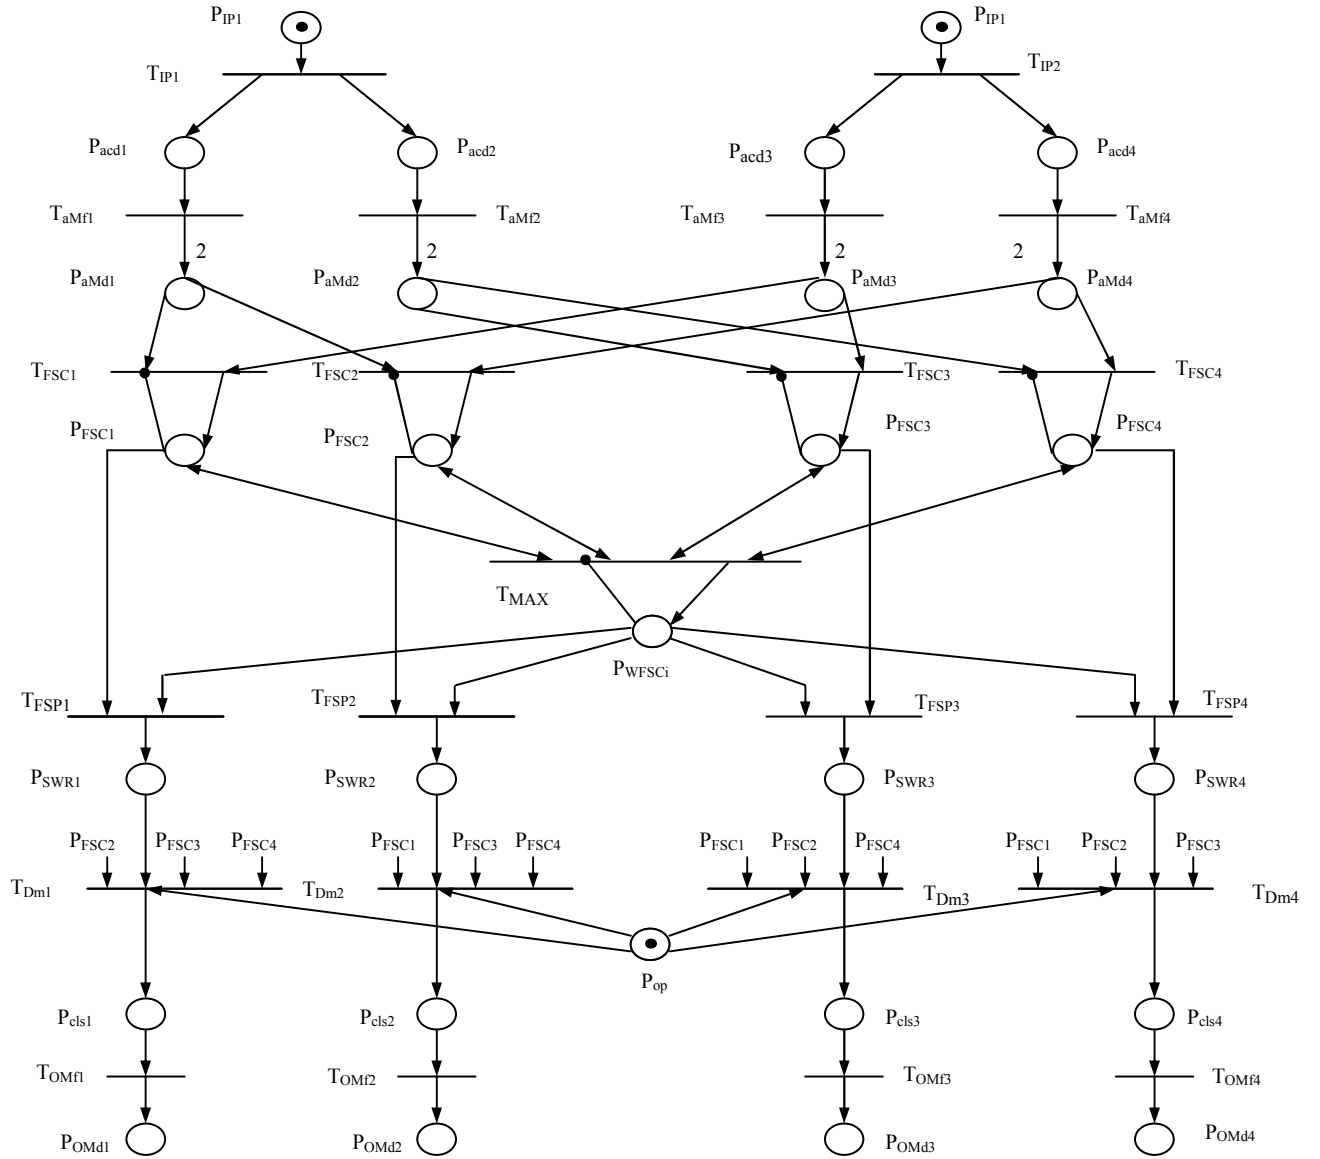 P_IP1 P_IP1
T_IP1 T_IP2
P_acd1 P_acd2 P_acd3 P_acd4
T_aMf1 T_aMf2 T_aMf3 T_aMf4
2 2 2 2
P_aMd1 P_aMd2 P_aMd3 P_aMd4
T_FSC1 T_FSC2 T_FSC3 T_FSC4
P_FSC1 P_FSC2 P_FSC3 P_FSC4
T_MAX
P_WFSCi
T_FSP1 T_FSP2 T_FSP3 T_FSP4
P_SWR1 P_SWR2 P_SWR3 P_SWR4
P_FSC2 P_FSC3 P_FSC4 P_FSC1 P_FSC3 P_FSC4 P_FSC1 P_FSC2 P_FSC4 P_FSC1 P_FSC2 P_FSC3
T_Dm1 T_Dm2 T_Dm3 T_Dm4
P_op
P_cls1 P_cls2 P_cls3 P_cls4
T_OMf1 T_OMf2 T_OMf3 T_OMf4
P_OMd1 P_OMd2 P_OMd3 P_OMd4